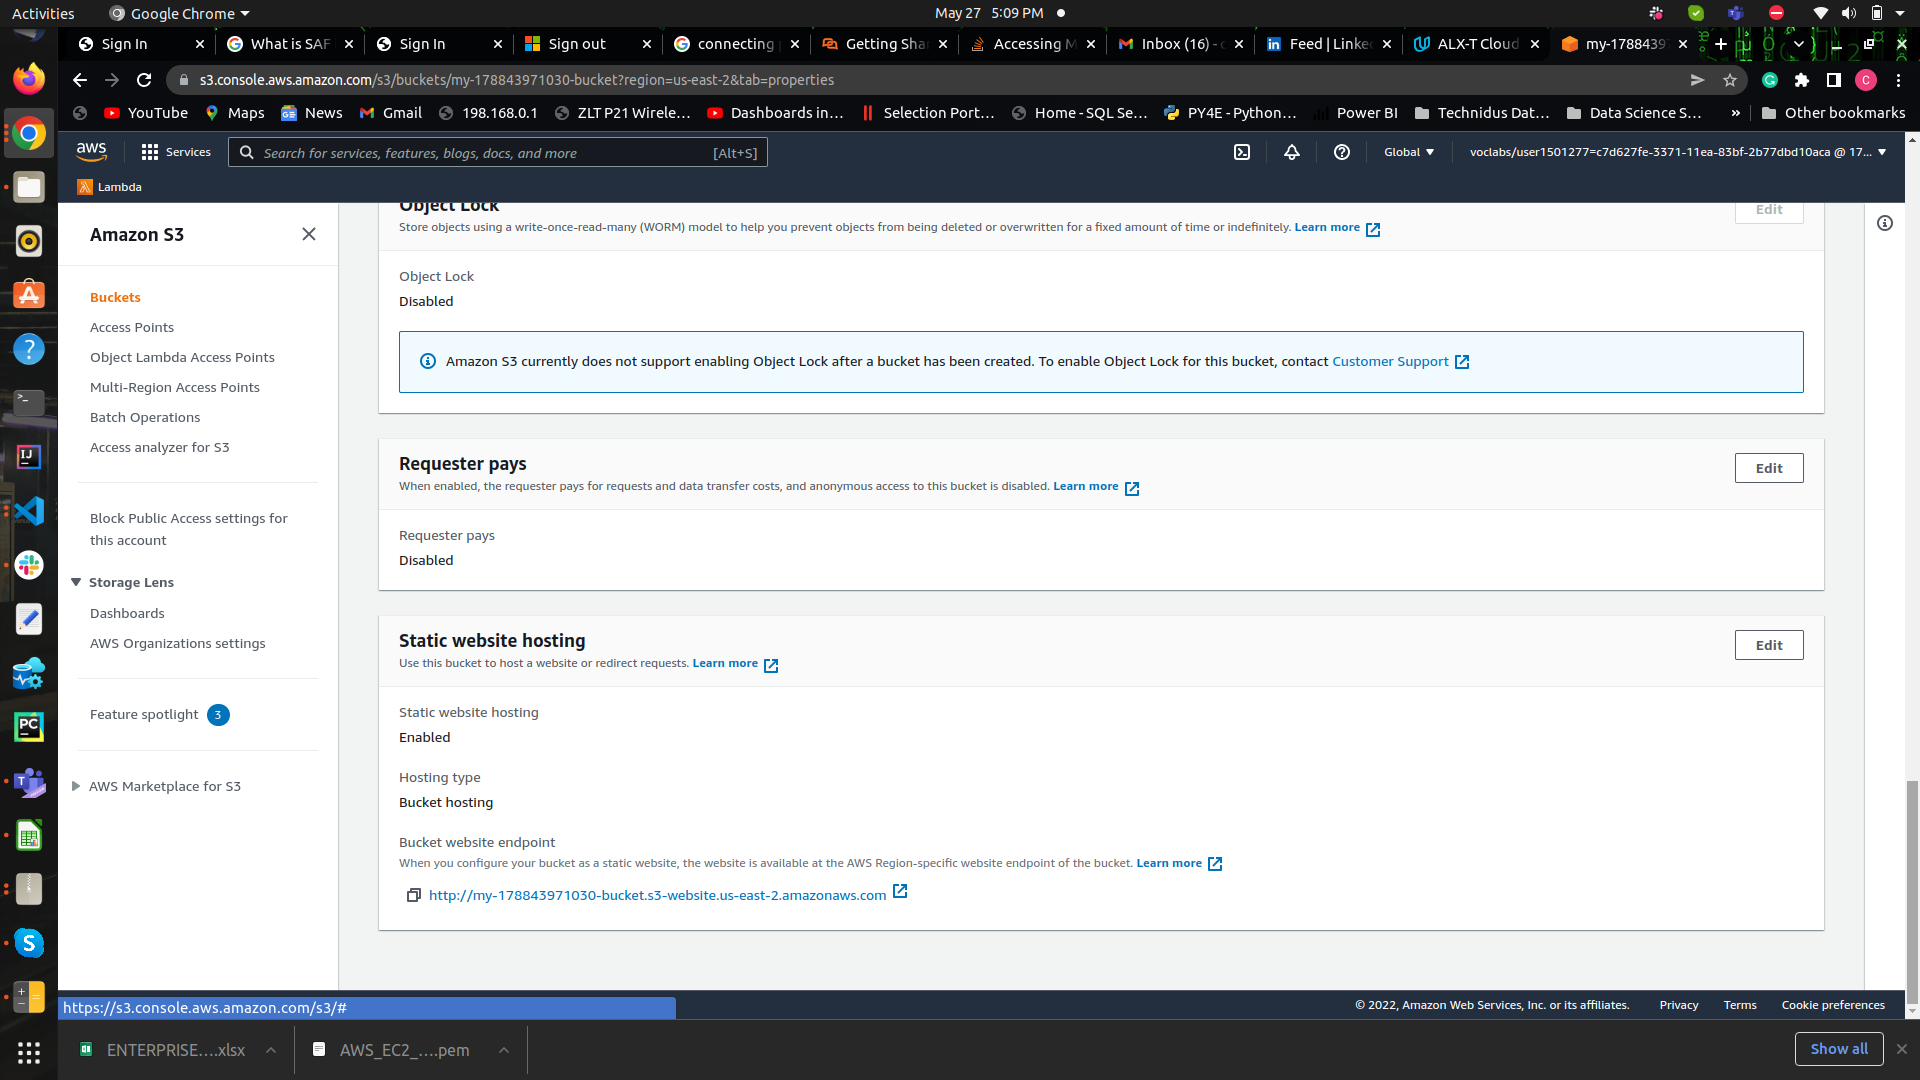 Activities
Google Chrome
May 27 5:09 PM
Sign In
What is SAF
Sign In
Sign out
connecting
Getting Sha
Accessing M
Inbox (16) - c
Feed | Linke
ALX-T Cloud
my-1788439
s3.console.aws.amazon.com/s3/buckets/my-178843971030-bucket?region=us-east-2&tab=properties
C
YouTube
Maps
News
Gmail
198.168.0.1
ZLT P21 Wirele...
Dashboards in...
Selection Port...
Home - SQL Se...
PY4E - Python...
Power BI
Technidus Dat...
Data Science S...
»
Other bookmarks
aws
Services
Search for services, features, blogs, docs, and more
[Alt+S]
Global
voclabs/user1501277=c7d627fe-3371-11ea-83bf-2b77dbd10aca @ 17...
Lambda
Amazon S3
Buckets
Access Points
Object Lambda Access Points
Multi-Region Access Points
Batch Operations
Access analyzer for S3
Block Public Access settings for
this account
Storage Lens
Dashboards
AWS Organizations settings
Feature spotlight 3
AWS Marketplace for S3
Object Lock
Edit
Store objects using a write-once-read-many (WORM) model to help you prevent objects from being deleted or overwritten for a fixed amount of time or indefinitely. Learn more
Object Lock
Disabled
Amazon S3 currently does not support enabling Object Lock after a bucket has been created. To enable Object Lock for this bucket, contact Customer Support
Requester pays
Edit
When enabled, the requester pays for requests and data transfer costs, and anonymous access to this bucket is disabled. Learn more
Requester pays
Disabled
Static website hosting
Edit
Use this bucket to host a website or redirect requests. Learn more
Static website hosting
Enabled
Hosting type
Bucket hosting
Bucket website endpoint
When you configure your bucket as a static website, the website is available at the AWS Region-specific website endpoint of the bucket. Learn more
http://my-178843971030-bucket.s3-website.us-east-2.amazonaws.com
https://s3.console.aws.amazon.com/s3/#
© 2022, Amazon Web Services, Inc. or its affiliates.
Privacy
Terms
Cookie preferences
ENTERPRISE....xlsx
AWS_EC2_....pem
Show all